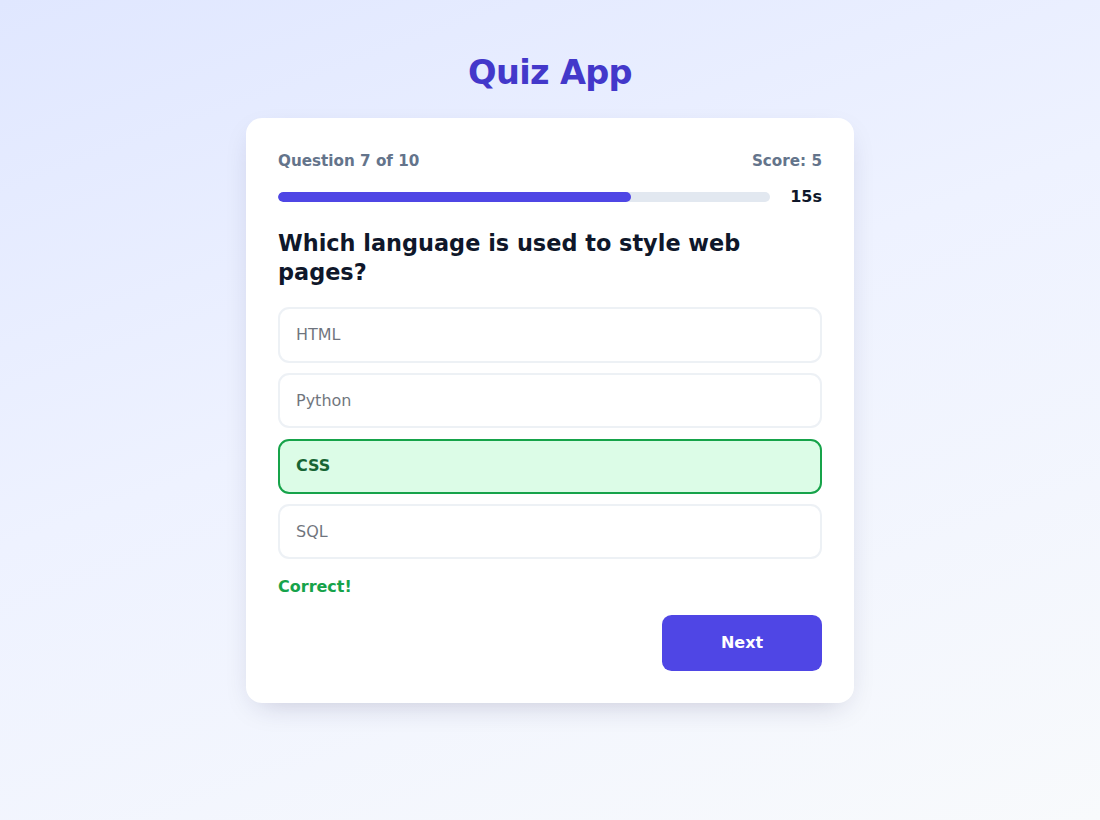 Quiz App
Question 7 of 10
Score: 5
15s
Which language is used to style web
pages?
HTML
Python
CSS
SQL
Correct!
Next